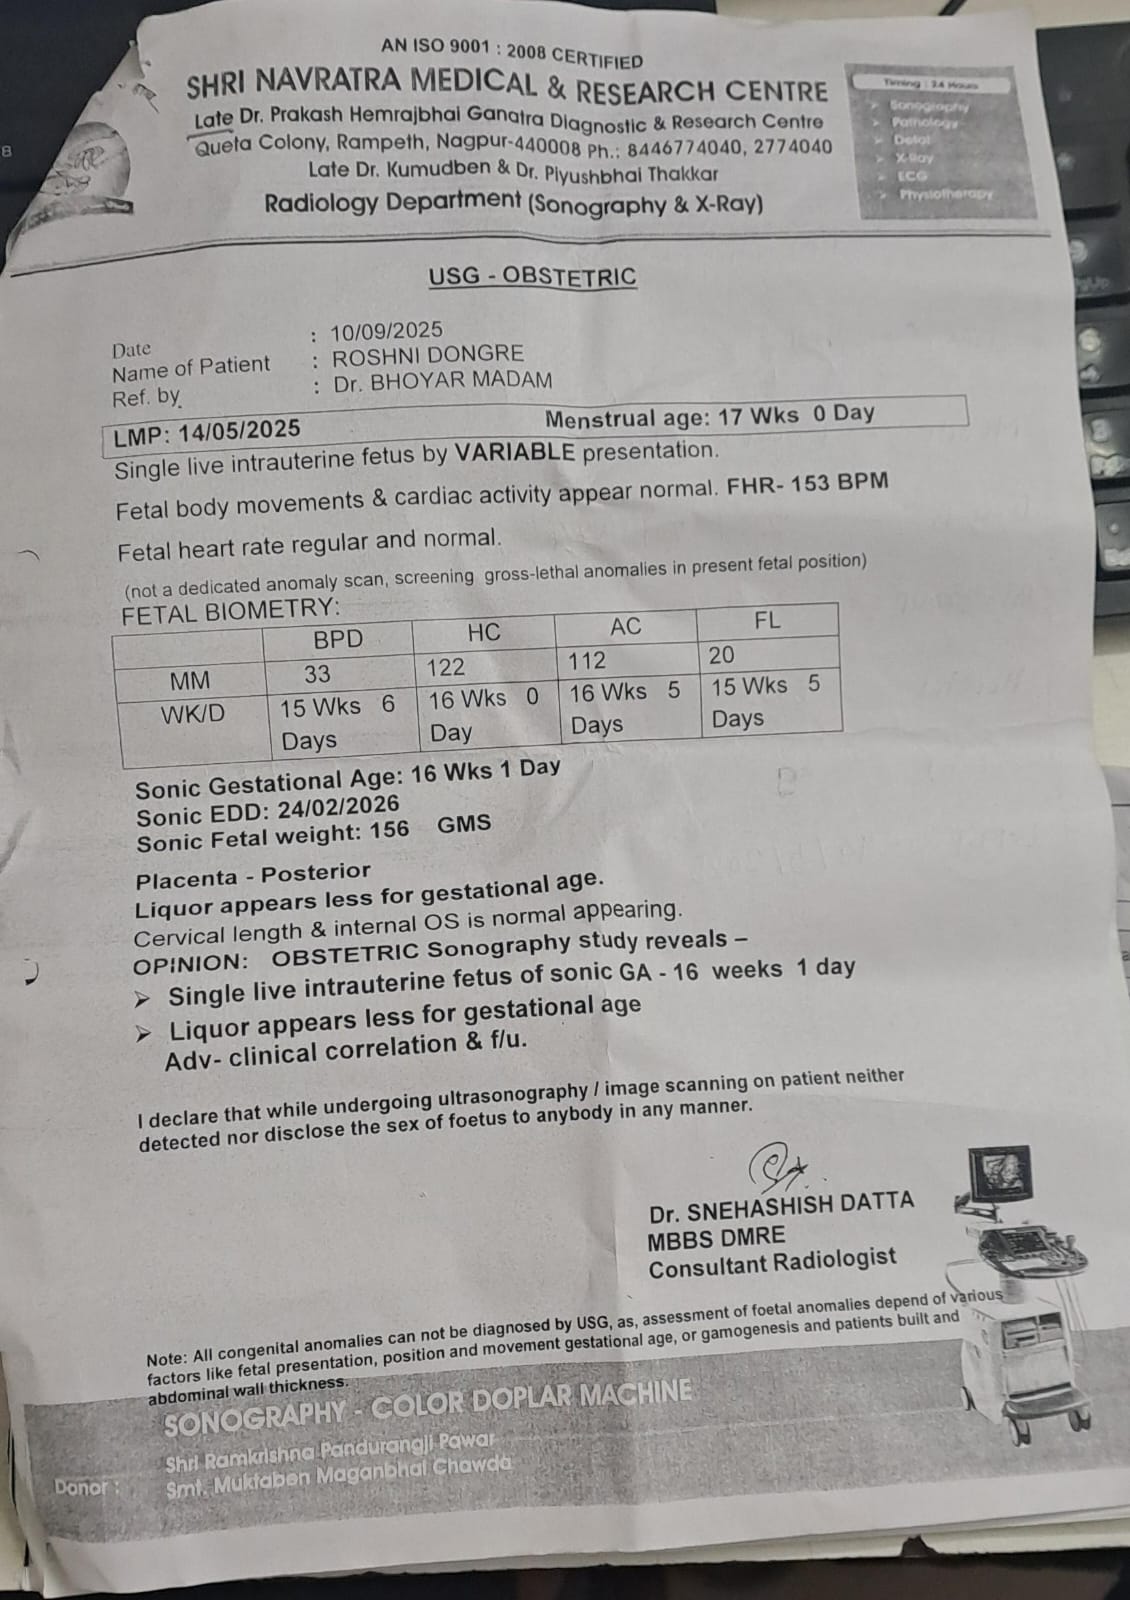 AN ISO 9001 : 2008 CERTIFIED
SHRI NAVRATRA MEDICAL & RESEARCH CENTRE
Late Dr. Prakash Hemrajbhai Ganatra Diagnostic & Research Centre
Queta Colony, Rampeth, Nagpur-440008 Ph.: 8446774040, 2774040
Late Dr. Kumudben & Dr. Piyushbhai Thakkar
Radiology Department (Sonography & X-Ray)
Timing : 24 Hours
Sonography
Pathology
Dental
X-Ray
ECG
Physiotherapy
USG - OBSTETRIC
Date : 10/09/2025
Name of Patient : ROSHNI DONGRE
Ref. by : Dr. BHOYAR MADAM
LMP: 14/05/2025 Menstrual age: 17 Wks 0 Day
Single live intrauterine fetus by VARIABLE presentation.
Fetal body movements & cardiac activity appear normal. FHR- 153 BPM
Fetal heart rate regular and normal.
(not a dedicated anomaly scan, screening gross-lethal anomalies in present fetal position)
FETAL BIOMETRY:
BPD HC AC FL
MM 33 122 112 20
WK/D 15 Wks 6 Days 16 Wks 0 Day 16 Wks 5 Days 15 Wks 5 Days
Sonic Gestational Age: 16 Wks 1 Day
Sonic EDD: 24/02/2026
Sonic Fetal weight: 156 GMS
Placenta - Posterior
Liquor appears less for gestational age.
Cervical length & internal OS is normal appearing.
OPINION: OBSTETRIC Sonography study reveals –
➢ Single live intrauterine fetus of sonic GA - 16 weeks 1 day
➢ Liquor appears less for gestational age
Adv- clinical correlation & f/u.
I declare that while undergoing ultrasonography / image scanning on patient neither
detected nor disclose the sex of foetus to anybody in any manner.
Dr. SNEHASHISH DATTA
MBBS DMRE
Consultant Radiologist
Note: All congenital anomalies can not be diagnosed by USG, as, assessment of foetal anomalies depend of various
factors like fetal presentation, position and movement gestational age, or gamogenesis and patients built and
abdominal wall thickness.
SONOGRAPHY - COLOR DOPLAR MACHINE
Shri Ramkrishna Pandurangji Pawar
Donor : Smt. Muktaben Maganbhai Chawda